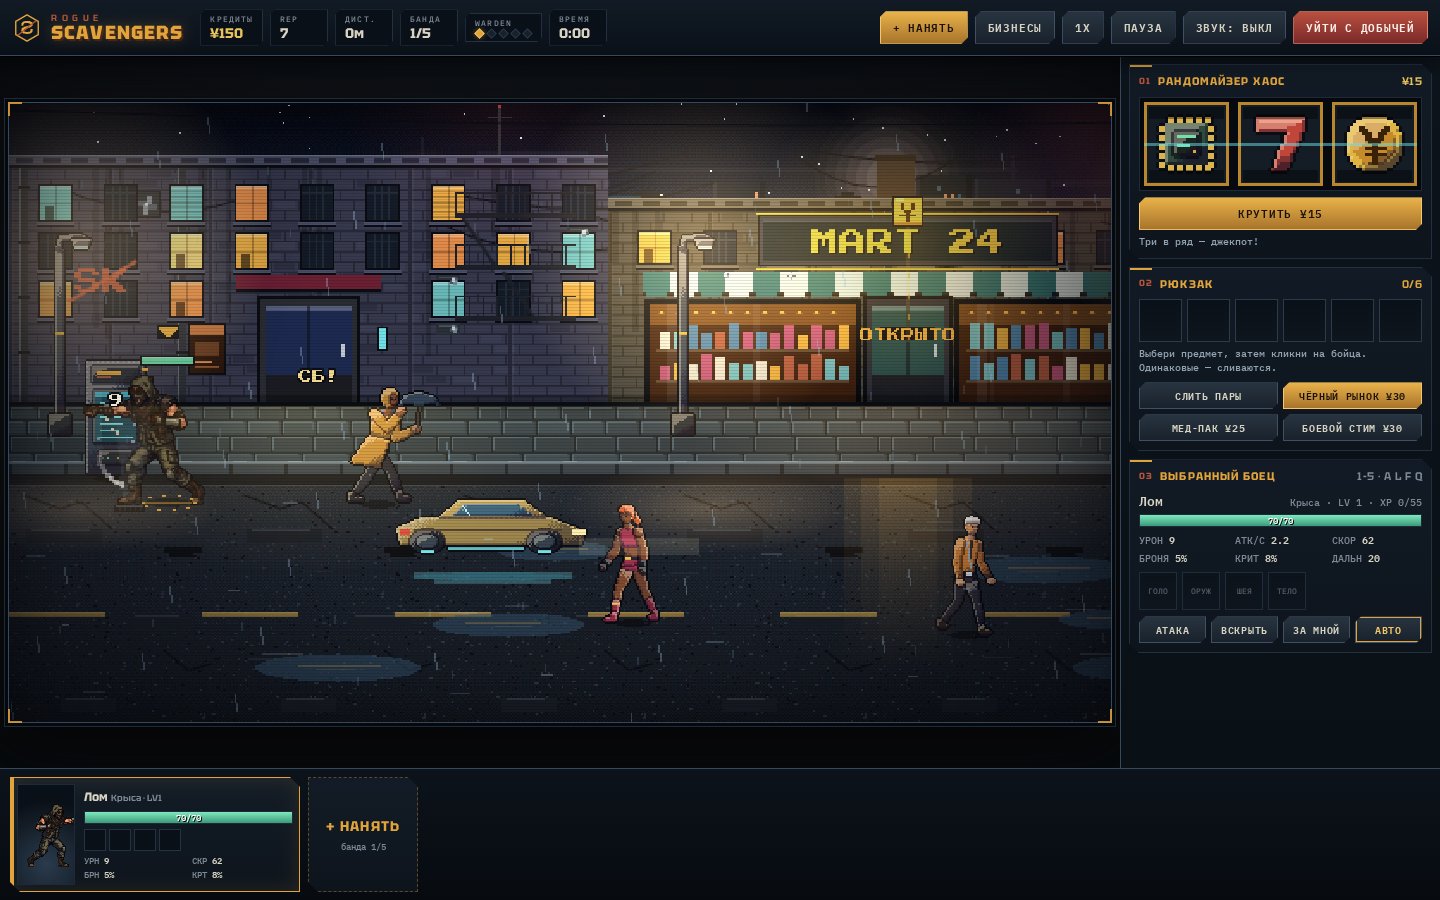 ROGUE
SCAVENGERS
КРЕДИТЫ
¥150
REP
7
ДИСТ.
0м
БАНДА
1/5
WARDEN
ВРЕМЯ
0:00
+ НАНЯТЬ
БИЗНЕСЫ
1X
ПАУЗА
ЗВУК: ВЫКЛ
УЙТИ С ДОБЫЧЕЙ
SK
СБ!
9
¥
MART 24
ОТКРЫТО
01 РАНДОМАЙЗЕР ХАОС ¥15
7
¥
КРУТИТЬ ¥15
Три в ряд — джекпот!
02 РЮКЗАК 0/6
Выбери предмет, затем кликни на бойца.
Одинаковые — сливаются.
СЛИТЬ ПАРЫ
ЧЁРНЫЙ РЫНОК ¥30
МЕД-ПАК ¥25
БОЕВОЙ СТИМ ¥30
03 ВЫБРАННЫЙ БОЕЦ 1-5·A L F Q
Лом Крыса · LV 1 · XP 0/55
70/70
УРОН 9 АТК/С 2.2 СКОР 62
БРОНЯ 5% КРИТ 8% ДАЛЬН 20
ГОЛО ОРУЖ ШЕЯ ТЕЛО
АТАКА
ВСКРЫТЬ
ЗА МНОЙ
АВТО
Лом Крыса·LV1
70/70
УРН 9 СКР 62
БРН 5% КРТ 8%
+ НАНЯТЬ
банда 1/5